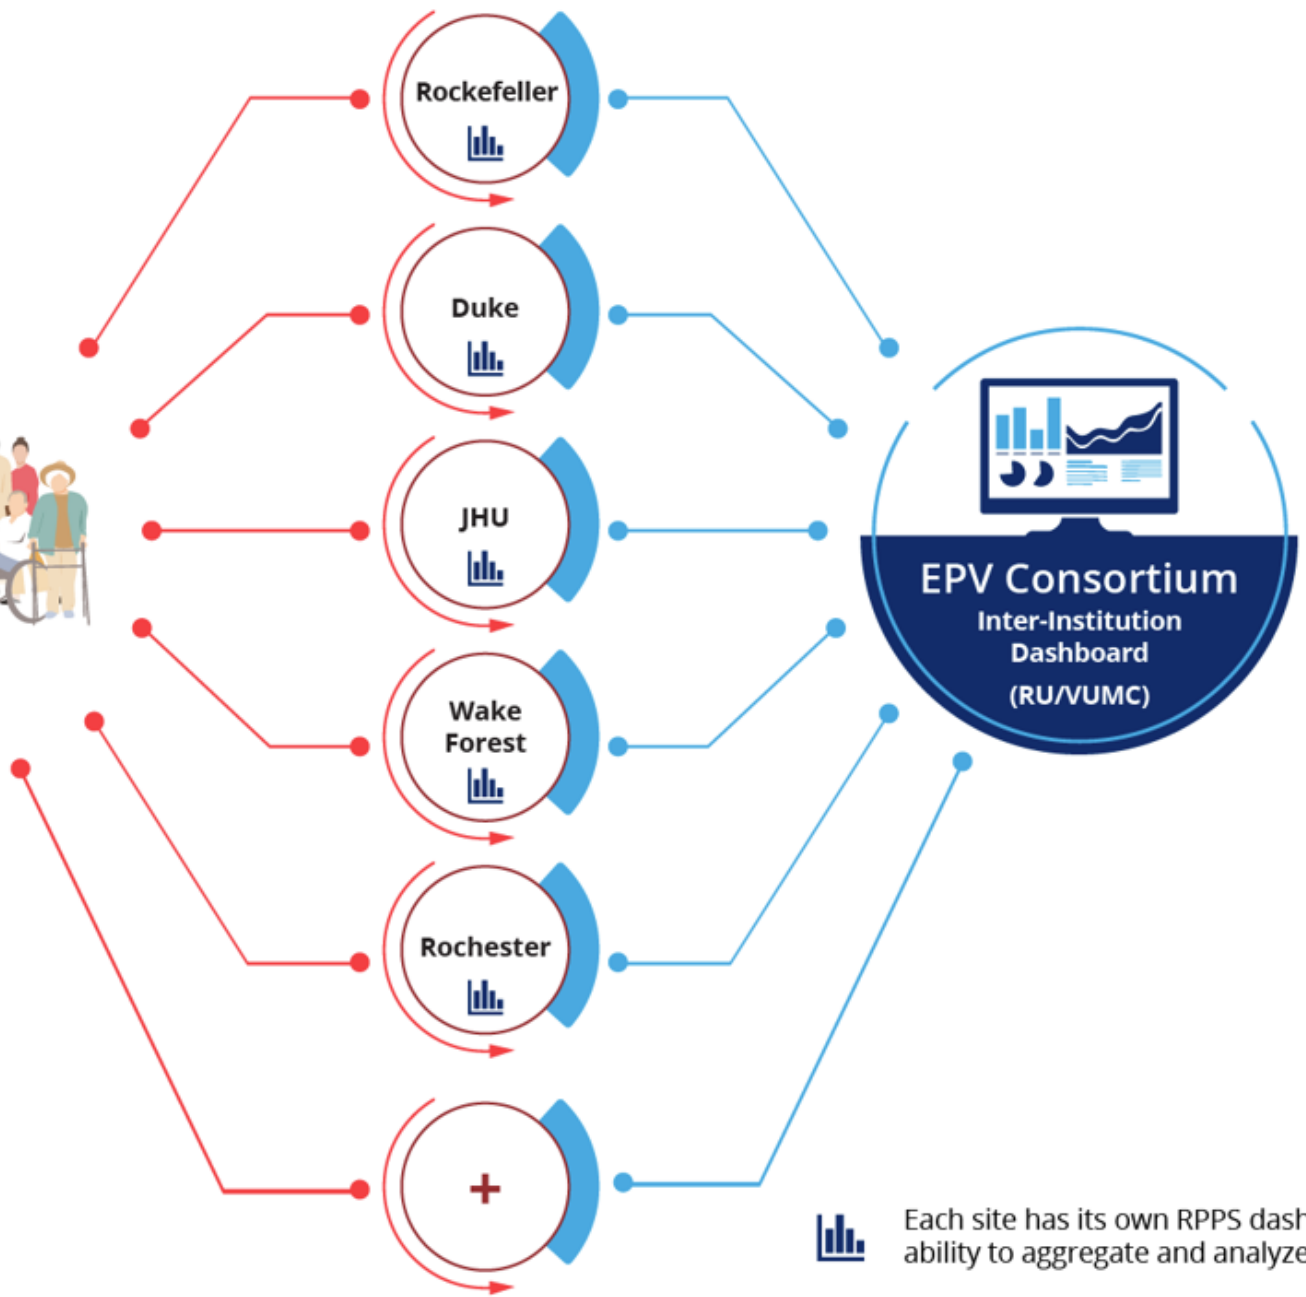 Rockefeller
Duke
JHU
Wake
Forest
Rochester
+
EPV Consortium
Inter-Institution
Dashboard
(RU/VUMC)
Each site has its own RPPS dash
ability to aggregate and analyze